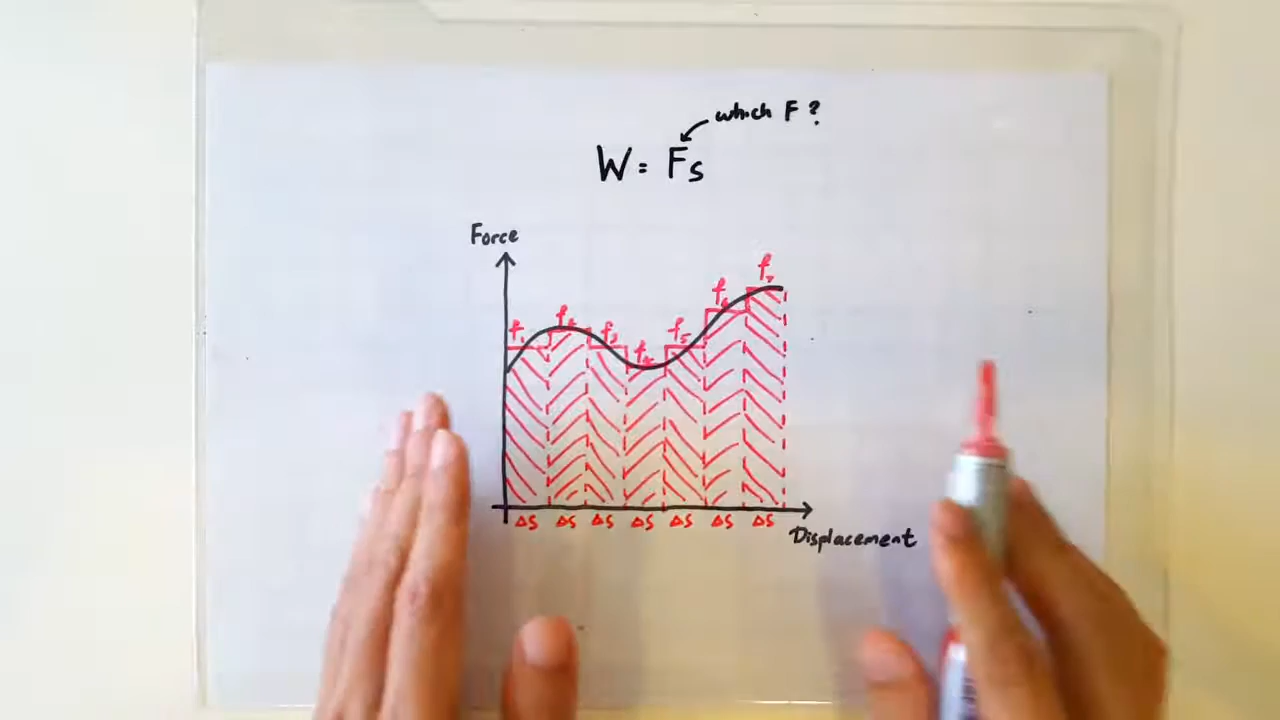 which F ?
W = Fs
Force
f₇
f₆
f₁ f₂ f₃ f₄ f₅
Δs Δs Δs Δs Δs Δs Δs
Displacement